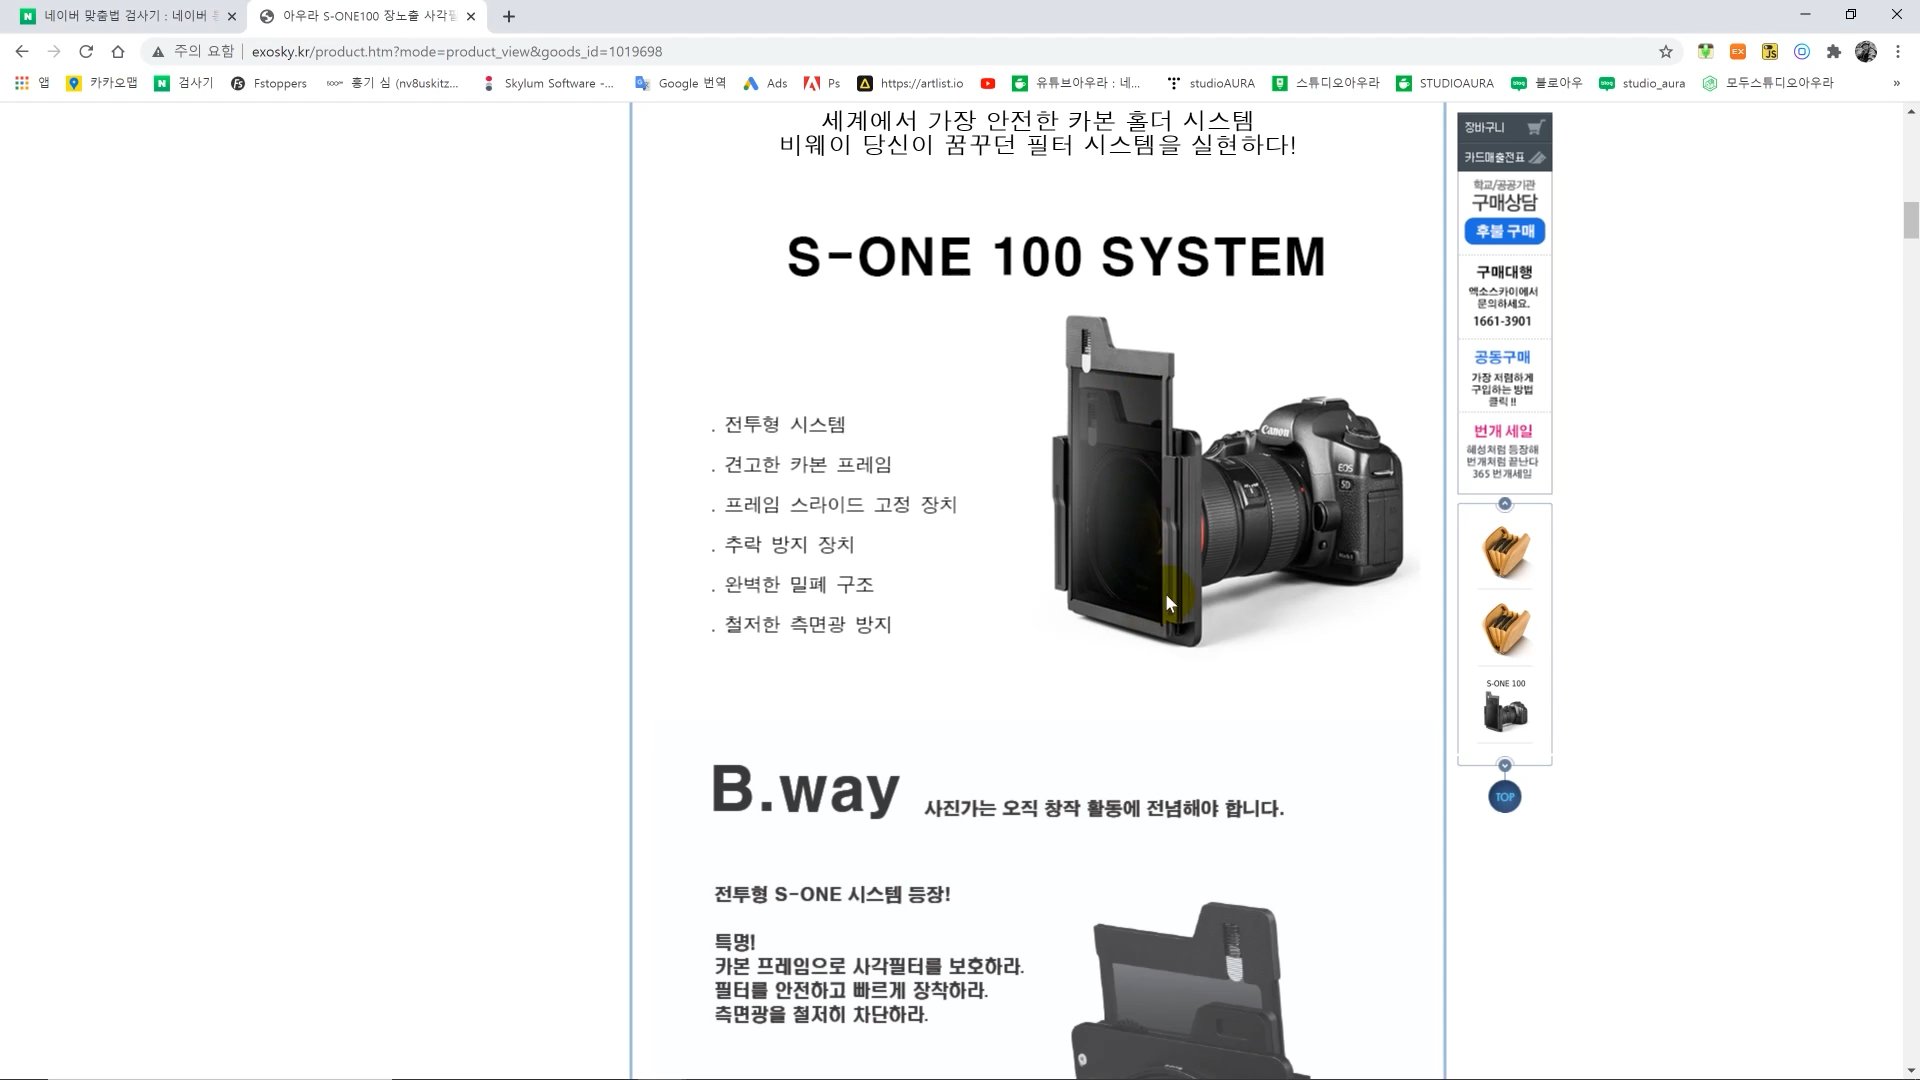 네이버 맞춤법 검사기 : 네이버
아우라 S-ONE100 장노출 사각필
주의 요함
exosky.kr/product.htm?mode=product_view&goods_id=1019698
앱
카카오맵
검사기
Fstoppers
홍기 심 (nv8uskitz...
Skylum Software -...
Google 번역
Ads
Ps
https://artlist.io
유튜브아우라 : 네...
studioAURA
스튜디오아우라
STUDIOAURA
블로아우
studio_aura
모두스튜디오아우라
세계에서 가장 안전한 카본 홀더 시스템
비웨이 당신이 꿈꾸던 필터 시스템을 실현하다!
S-ONE 100 SYSTEM
. 전투형 시스템
. 견고한 카본 프레임
. 프레임 스라이드 고정 장치
. 추락 방지 장치
. 완벽한 밀폐 구조
. 철저한 측면광 방지
Canon
EOS
5D
B.way
사진가는 오직 창작 활동에 전념해야 합니다.
전투형 S-ONE 시스템 등장!
특명!
카본 프레임으로 사각필터를 보호하라.
필터를 안전하고 빠르게 장착하라.
측면광을 철저히 차단하라.
장바구니
카드매출전표
학교/공공기관
구매상담
후불 구매
구매대행
엑소스카이에서
문의하세요.
1661-3901
공동구매
가장 저렴하게
구입하는 방법
클릭 !!
번개 세일
혜성처럼 등장해
번개처럼 끝난다
365 번개세일
S-ONE 100
TOP